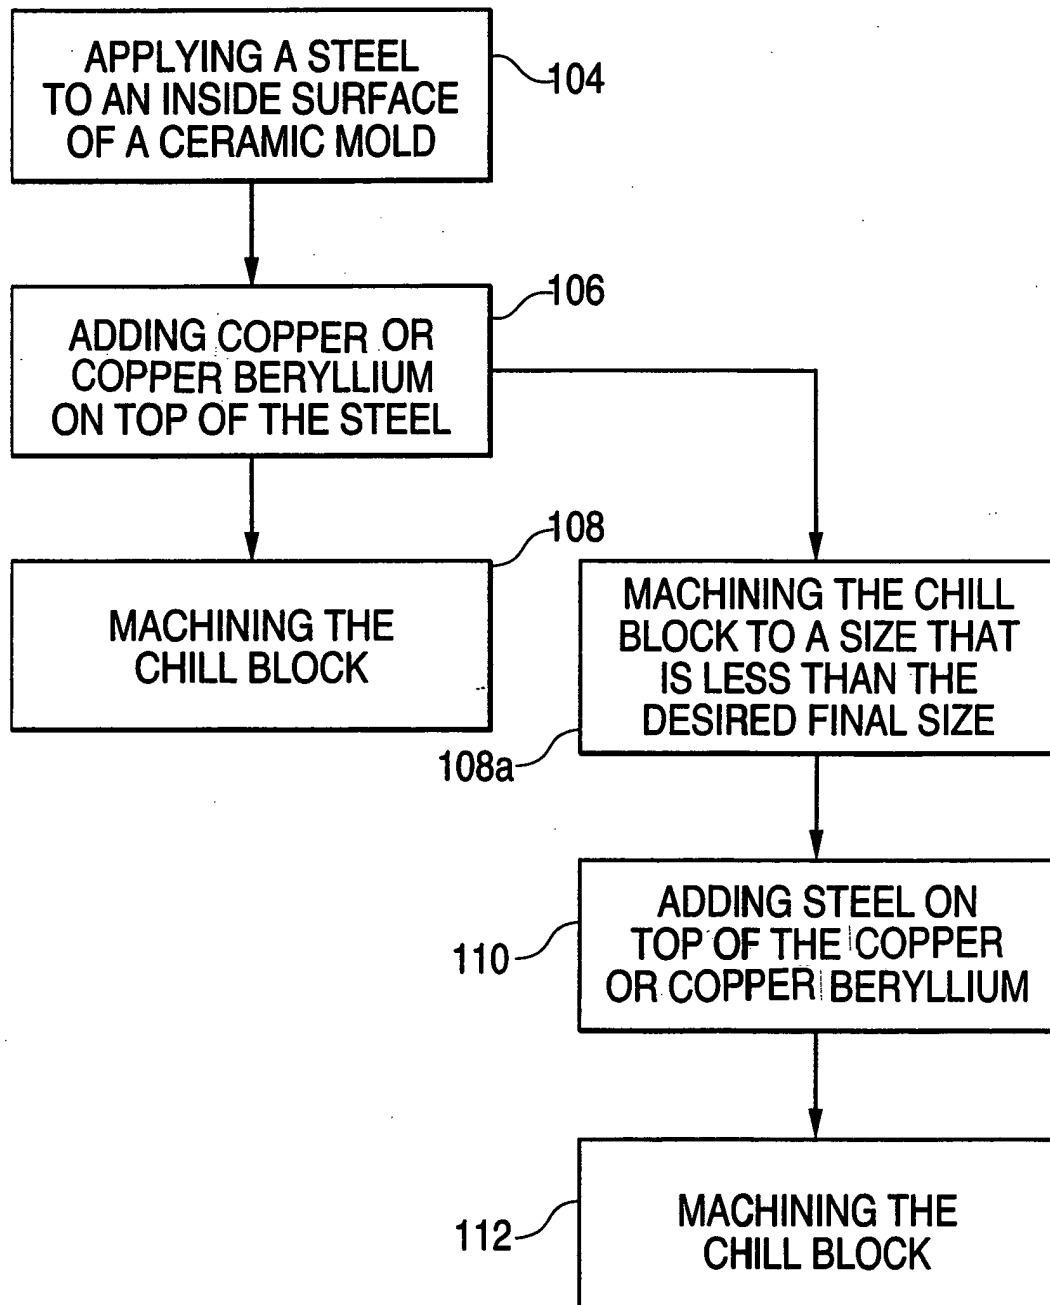 APPLYING A STEEL
TO AN INSIDE SURFACE
OF A CERAMIC MOLD
104
106
ADDING COPPER OR
COPPER BERYLLIUM
ON TOP OF THE STEEL
108
MACHINING THE
CHILL BLOCK
MACHINING THE CHILL
BLOCK TO A SIZE THAT
IS LESS THAN THE
DESIRED FINAL SIZE
108a
ADDING STEEL ON
TOP OF THE COPPER
OR COPPER BERYLLIUM
110
MACHINING THE
CHILL BLOCK
112